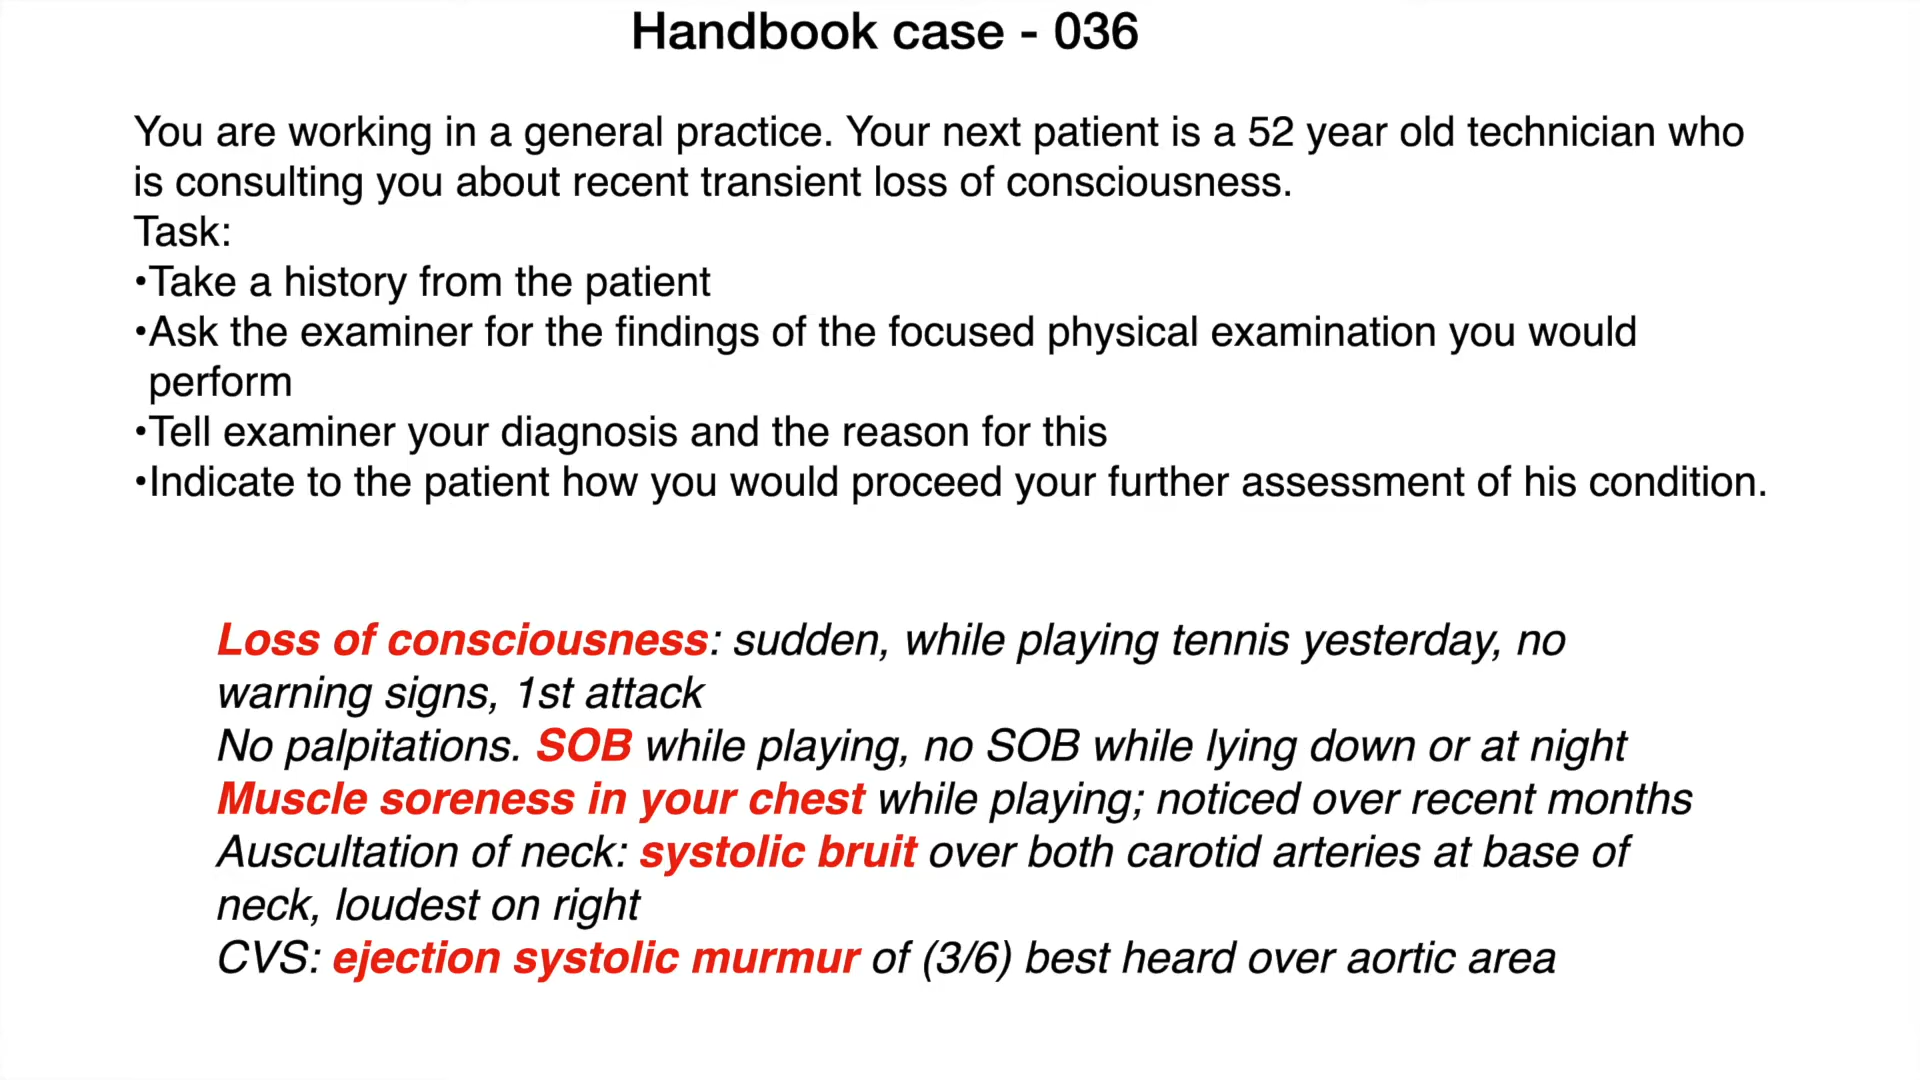 Handbook case - 036
You are working in a general practice. Your next patient is a 52 year old technician who
is consulting you about recent transient loss of consciousness.
Task:
•Take a history from the patient
•Ask the examiner for the findings of the focused physical examination you would
perform
•Tell examiner your diagnosis and the reason for this
•Indicate to the patient how you would proceed your further assessment of his condition.
Loss of consciousness: sudden, while playing tennis yesterday, no
warning signs, 1st attack
No palpitations. SOB while playing, no SOB while lying down or at night
Muscle soreness in your chest while playing; noticed over recent months
Auscultation of neck: systolic bruit over both carotid arteries at base of
neck, loudest on right
CVS: ejection systolic murmur of (3/6) best heard over aortic area